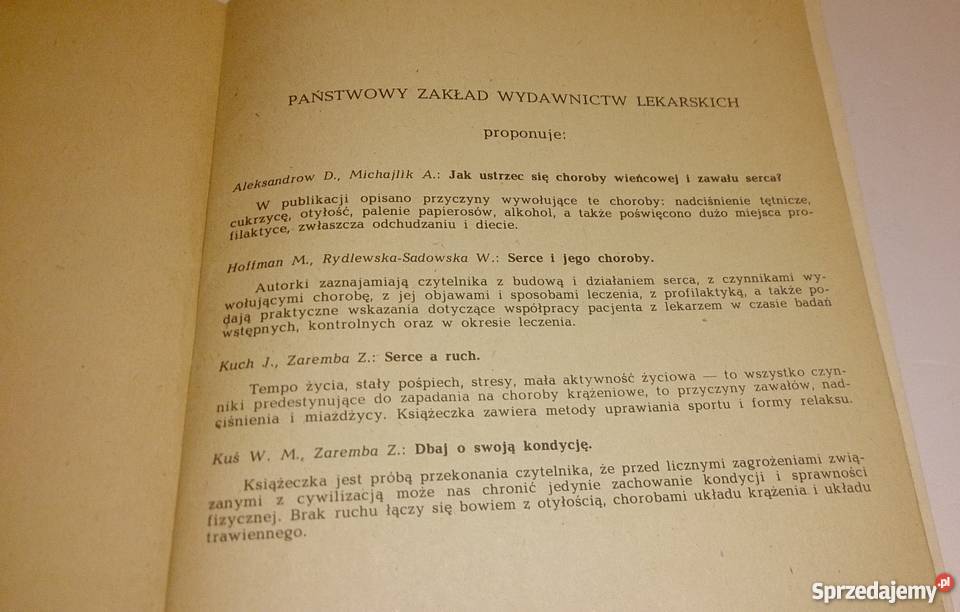 PAŃSTWOWY ZAKŁAD WYDAWNICTW LEKARSKICH
proponuje:
Aleksandrow D., Michajlik A.: Jak ustrzec się choroby wieńcowej i zawału serca?
W publikacji opisano przyczyny wywołujące te choroby: nadciśnienie tętnicze,
cukrzycę, otyłość, palenie papierosów, alkohol, a także poświęcono dużo miejsca pro-
filaktyce, zwłaszcza odchudzaniu i diecie.
Hoffman M., Rydlewska-Sadowska W.: Serce i jego choroby.
Autorki zaznajamiają czytelnika z budową i działaniem serca, z czynnikami wy-
wołującymi chorobę, z jej objawami i sposobami leczenia, z profilaktyką, a także po-
dają praktyczne wskazania dotyczące współpracy pacjenta z lekarzem w czasie badań
wstępnych, kontrolnych oraz w okresie leczenia.
Kuch J., Zaremba Z.: Serce a ruch.
Tempo życia, stały pośpiech, stresy, mała aktywność życiowa — to wszystko czyn-
niki predestynujące do zapadania na choroby krążeniowe, to przyczyny zawałów, nad-
ciśnienia i miażdżycy. Książeczka zawiera metody uprawiania sportu i formy relaksu.
Kuś W. M., Zaremba Z.: Dbaj o swoją kondycję.
Książeczka jest próbą przekonania czytelnika, że przed licznymi zagrożeniami zwią-
zanymi z cywilizacją może nas chronić jedynie zachowanie kondycji i sprawności
fizycznej. Brak ruchu łączy się bowiem z otyłością, chorobami układu krążenia i układu
trawiennego.
Sprzedajemy.pl